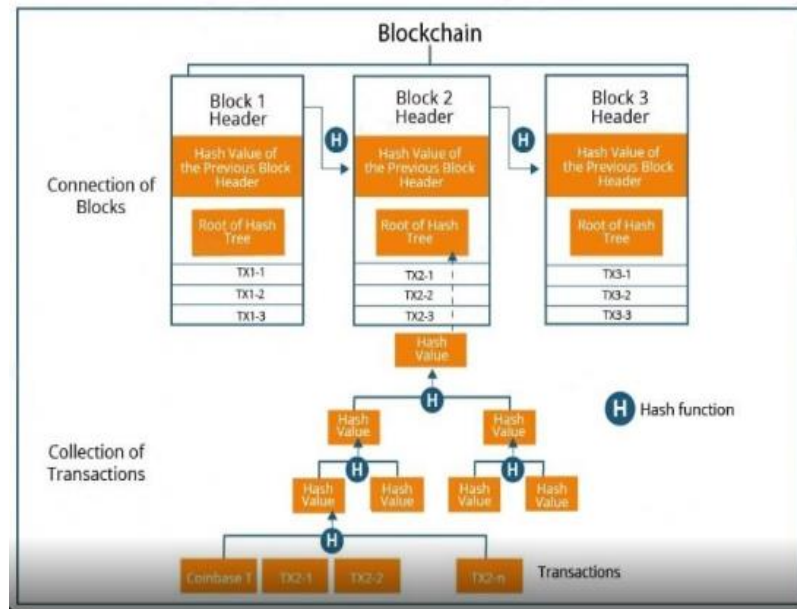 Blockchain
Block 1
Header
Hash Value of
the Previous Block
Header
Root of Hash
Tree
TX1-1
TX1-2
TX1-3
H
Block 2
Header
Hash Value of
the Previous Block
Header
Root of Hash
Tree
TX2-1
TX2-2
TX2-3
H
Block 3
Header
Hash Value of
the Previous Block
Header
Root of Hash
Tree
TX3-1
TX3-2
TX3-3
Connection of
Blocks
Hash
Value
H
H Hash function
Hash
Value
Hash
Value
Collection of
Transactions
H
H
Hash
Value
Hash
Value
Hash
Value
Hash
Value
H
Coinbase T
TX2-1
TX2-2
TX2-n
Transactions